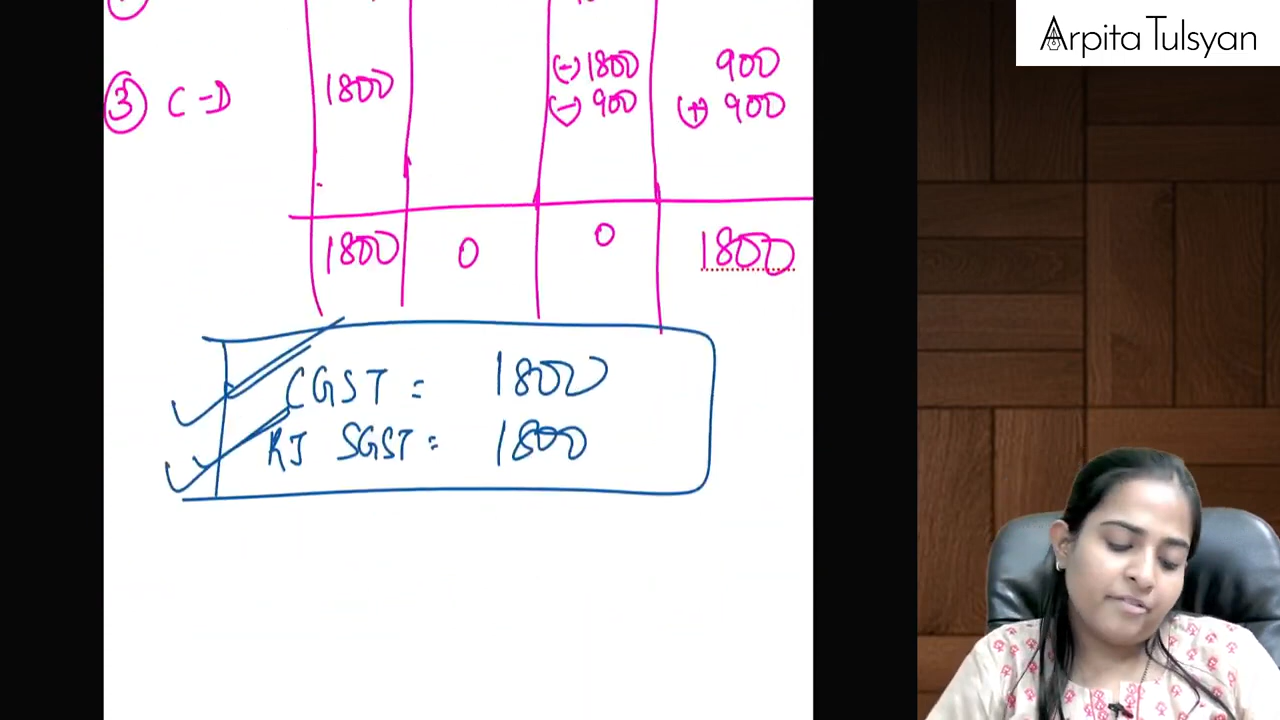 Arpita Tulsyan
(-) 1800 900
③ C-D 1800 (-) 900 (+) 900
1800 0 0 1800
CGST = 1800
RJ SGST = 1800